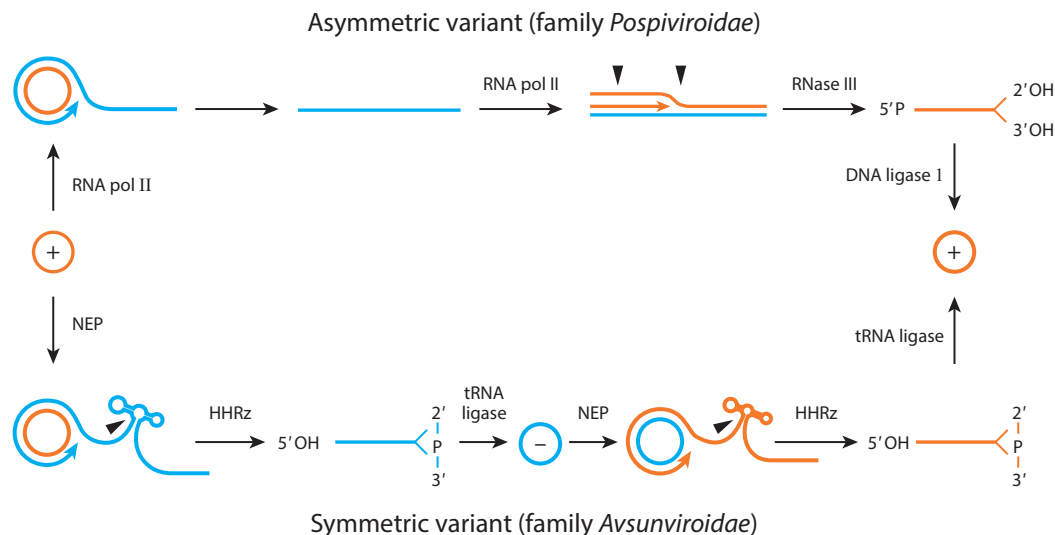 Asymmetric variant (family Pospiviroidae)
RNA pol II
RNase III
5′P
2′OH
3′OH
RNA pol II
DNA ligase 1
+
+
NEP
tRNA ligase
HHRz
5′OH
2′
P
3′
tRNA
ligase
−
NEP
HHRz
5′OH
2′
P
3′
Symmetric variant (family Avsunviroidae)